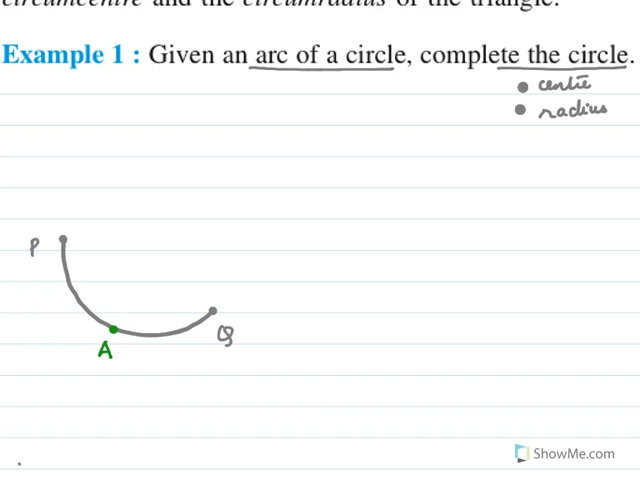 circumcentre and the circumradius of the triangle.
Example 1 : Given an arc of a circle, complete the circle.
centre
radius
P
Q
A
ShowMe.com